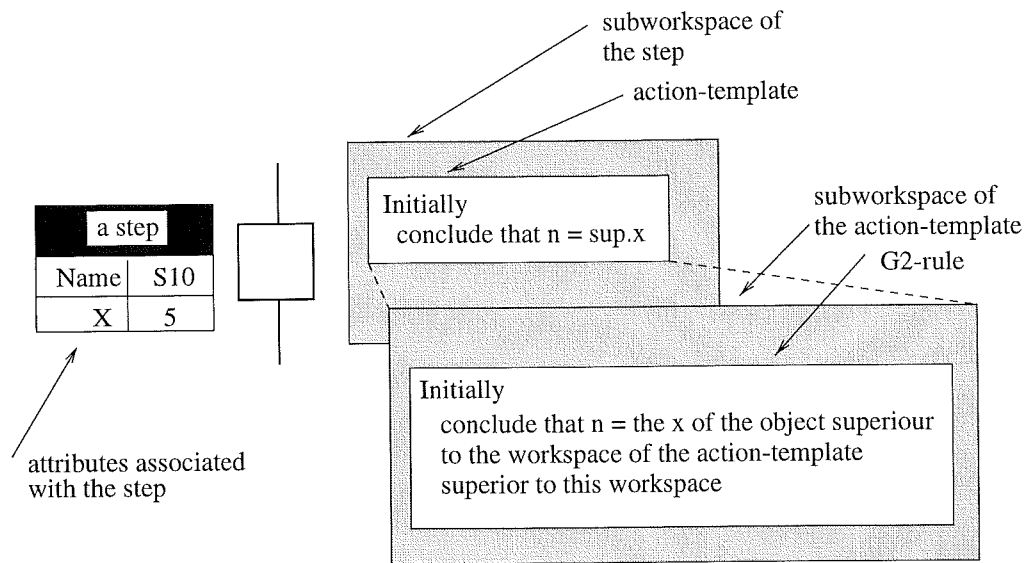 subworkspace of
the step
action-template
Initially
conclude that n = sup.x
subworkspace of
the action-template
G2-rule
a step
Name S10
X 5
Initially
conclude that n = the x of the object superiour
to the workspace of the action-template
superior to this workspace
attributes associated
with the step